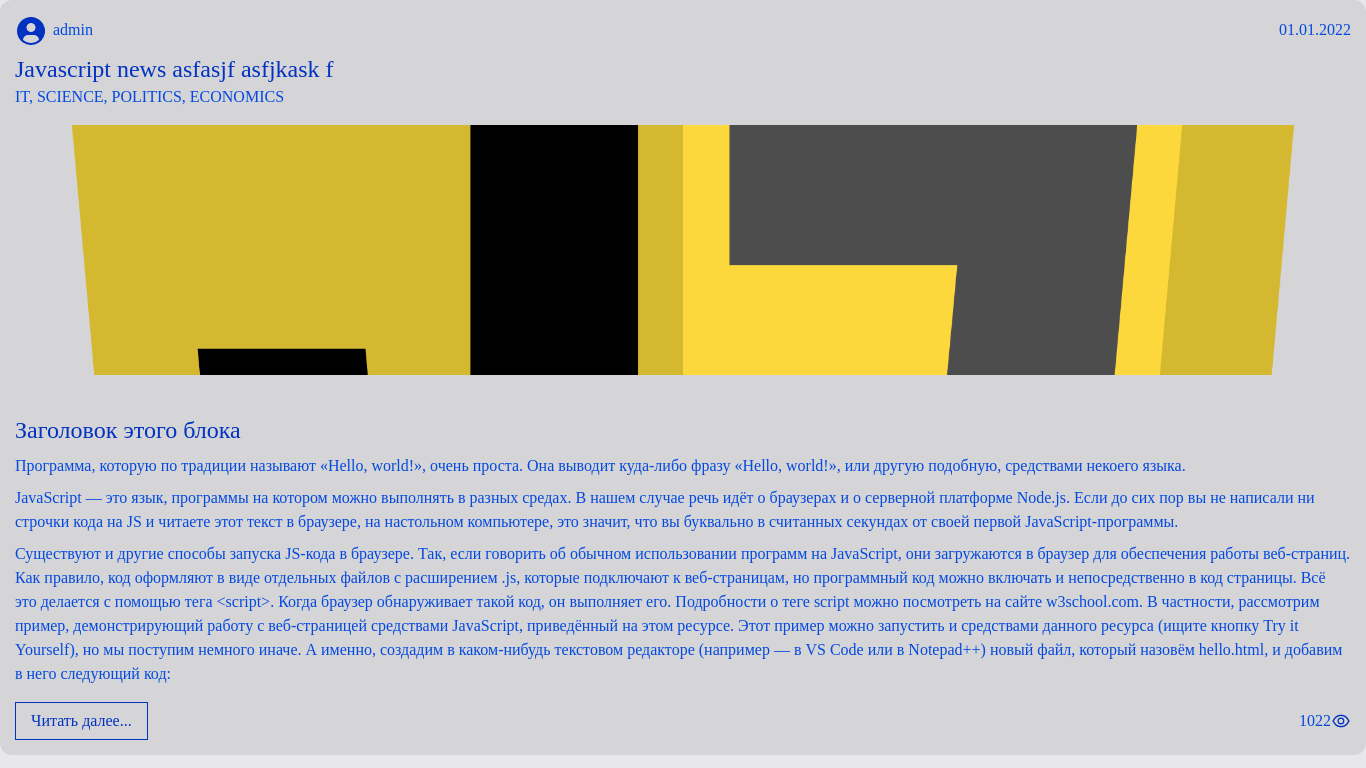 admin
01.01.2022
Javascript news asfasjf asfjkask f
IT, SCIENCE, POLITICS, ECONOMICS
Заголовок этого блока
Программа, которую по традиции называют «Hello, world!», очень проста. Она выводит куда-либо фразу «Hello, world!», или другую подобную, средствами некоего языка.
JavaScript — это язык, программы на котором можно выполнять в разных средах. В нашем случае речь идёт о браузерах и о серверной платформе Node.js. Если до сих пор вы не написали ни
строчки кода на JS и читаете этот текст в браузере, на настольном компьютере, это значит, что вы буквально в считанных секундах от своей первой JavaScript-программы.
Существуют и другие способы запуска JS-кода в браузере. Так, если говорить об обычном использовании программ на JavaScript, они загружаются в браузер для обеспечения работы веб-страниц.
Как правило, код оформляют в виде отдельных файлов с расширением .js, которые подключают к веб-страницам, но программный код можно включать и непосредственно в код страницы. Всё
это делается с помощью тега <script>. Когда браузер обнаруживает такой код, он выполняет его. Подробности о теге script можно посмотреть на сайте w3school.com. В частности, рассмотрим
пример, демонстрирующий работу с веб-страницей средствами JavaScript, приведённый на этом ресурсе. Этот пример можно запустить и средствами данного ресурса (ищите кнопку Try it
Yourself), но мы поступим немного иначе. А именно, создадим в каком-нибудь текстовом редакторе (например — в VS Code или в Notepad++) новый файл, который назовём hello.html, и добавим
в него следующий код:
Читать далее...
1022